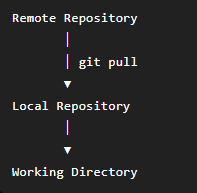 Remote Repository
git pull
Local Repository
Working Directory